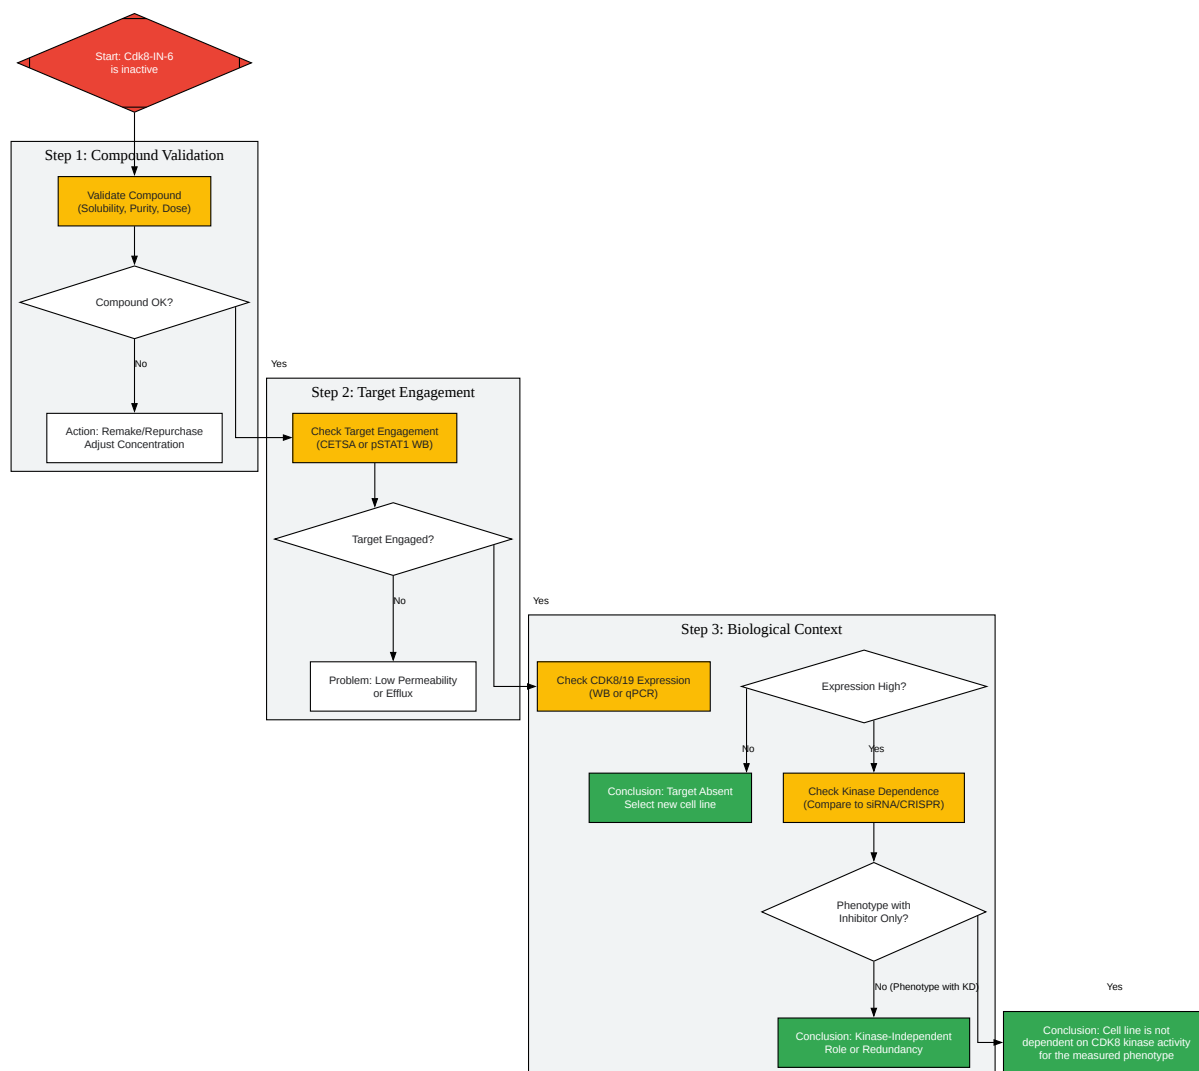 Start: Cdk8-IN-6
is inactive
Step 1: Compound Validation
Validate Compound
(Solubility, Purity, Dose)
Compound OK?
No
Yes
Action: Remake/Repurchase
Adjust Concentration
Step 2: Target Engagement
Check Target Engagement
(CETSA or pSTAT1 WB)
Target Engaged?
No
Yes
Problem: Low Permeability
or Efflux
Step 3: Biological Context
Check CDK8/19 Expression
(WB or qPCR)
Expression High?
No
Yes
Conclusion: Target Absent
Select new cell line
Check Kinase Dependence
(Compare to siRNA/CRISPR)
Phenotype with
Inhibitor Only?
No (Phenotype with KD)
Yes
Conclusion: Kinase-Independent
Role or Redundancy
Conclusion: Cell line is not
dependent on CDK8 kinase activity
for the measured phenotype